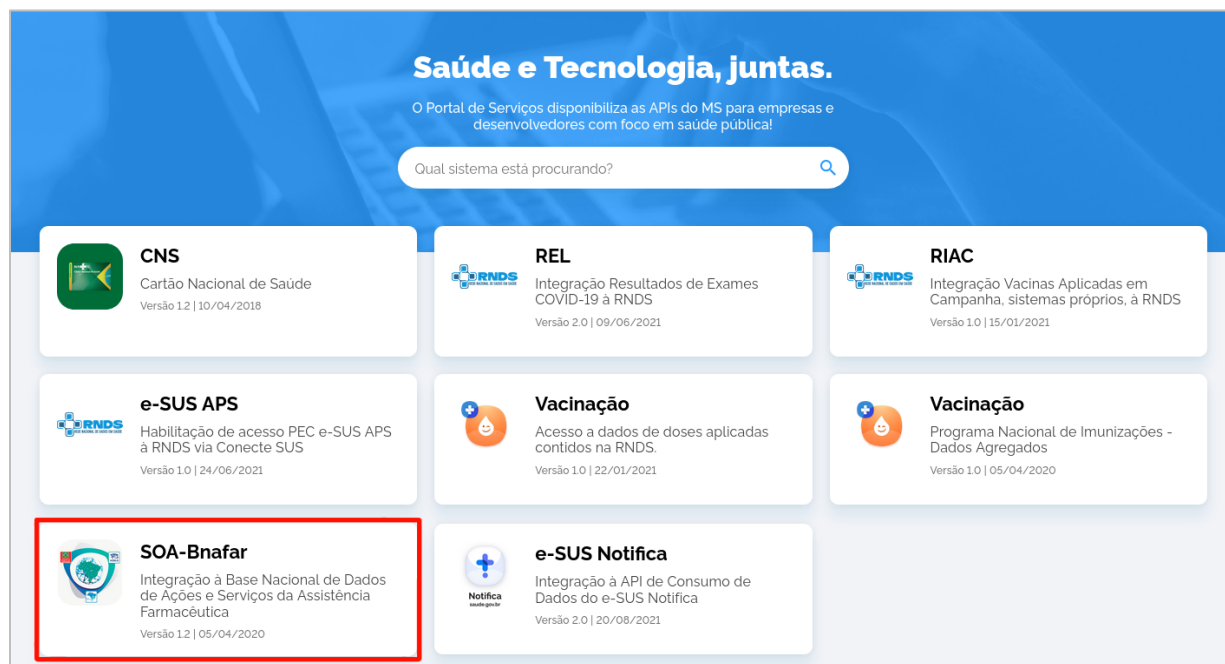 Saúde e Tecnologia, juntas.
O Portal de Serviços disponibiliza as APIs do MS para empresas e
desenvolvedores com foco em saúde pública!
Qual sistema está procurando?
CNS
Cartão Nacional de Saúde
Versão 1.2 | 10/04/2018
RNDS
REL
Integração Resultados de Exames
COVID-19 à RNDS
Versão 2.0 | 09/06/2021
RNDS
RIAC
Integração Vacinas Aplicadas em
Campanha, sistemas próprios, à RNDS
Versão 1.0 | 15/01/2021
RNDS
e-SUS APS
Habilitação de acesso PEC e-SUS APS
à RNDS via Conecte SUS
Versão 1.0 | 24/06/2021
Vacinação
Acesso a dados de doses aplicadas
contidos na RNDS.
Versão 1.0 | 22/01/2021
Vacinação
Programa Nacional de Imunizações -
Dados Agregados
Versão 1.0 | 05/04/2020
SOA-Bnafar
Integração à Base Nacional de Dados
de Ações e Serviços da Assistência
Farmacêutica
Versão 1.2 | 05/04/2020
Notifica
saude.gov.br
e-SUS Notifica
Integração à API de Consumo de
Dados do e-SUS Notifica
Versão 2.0 | 20/08/2021